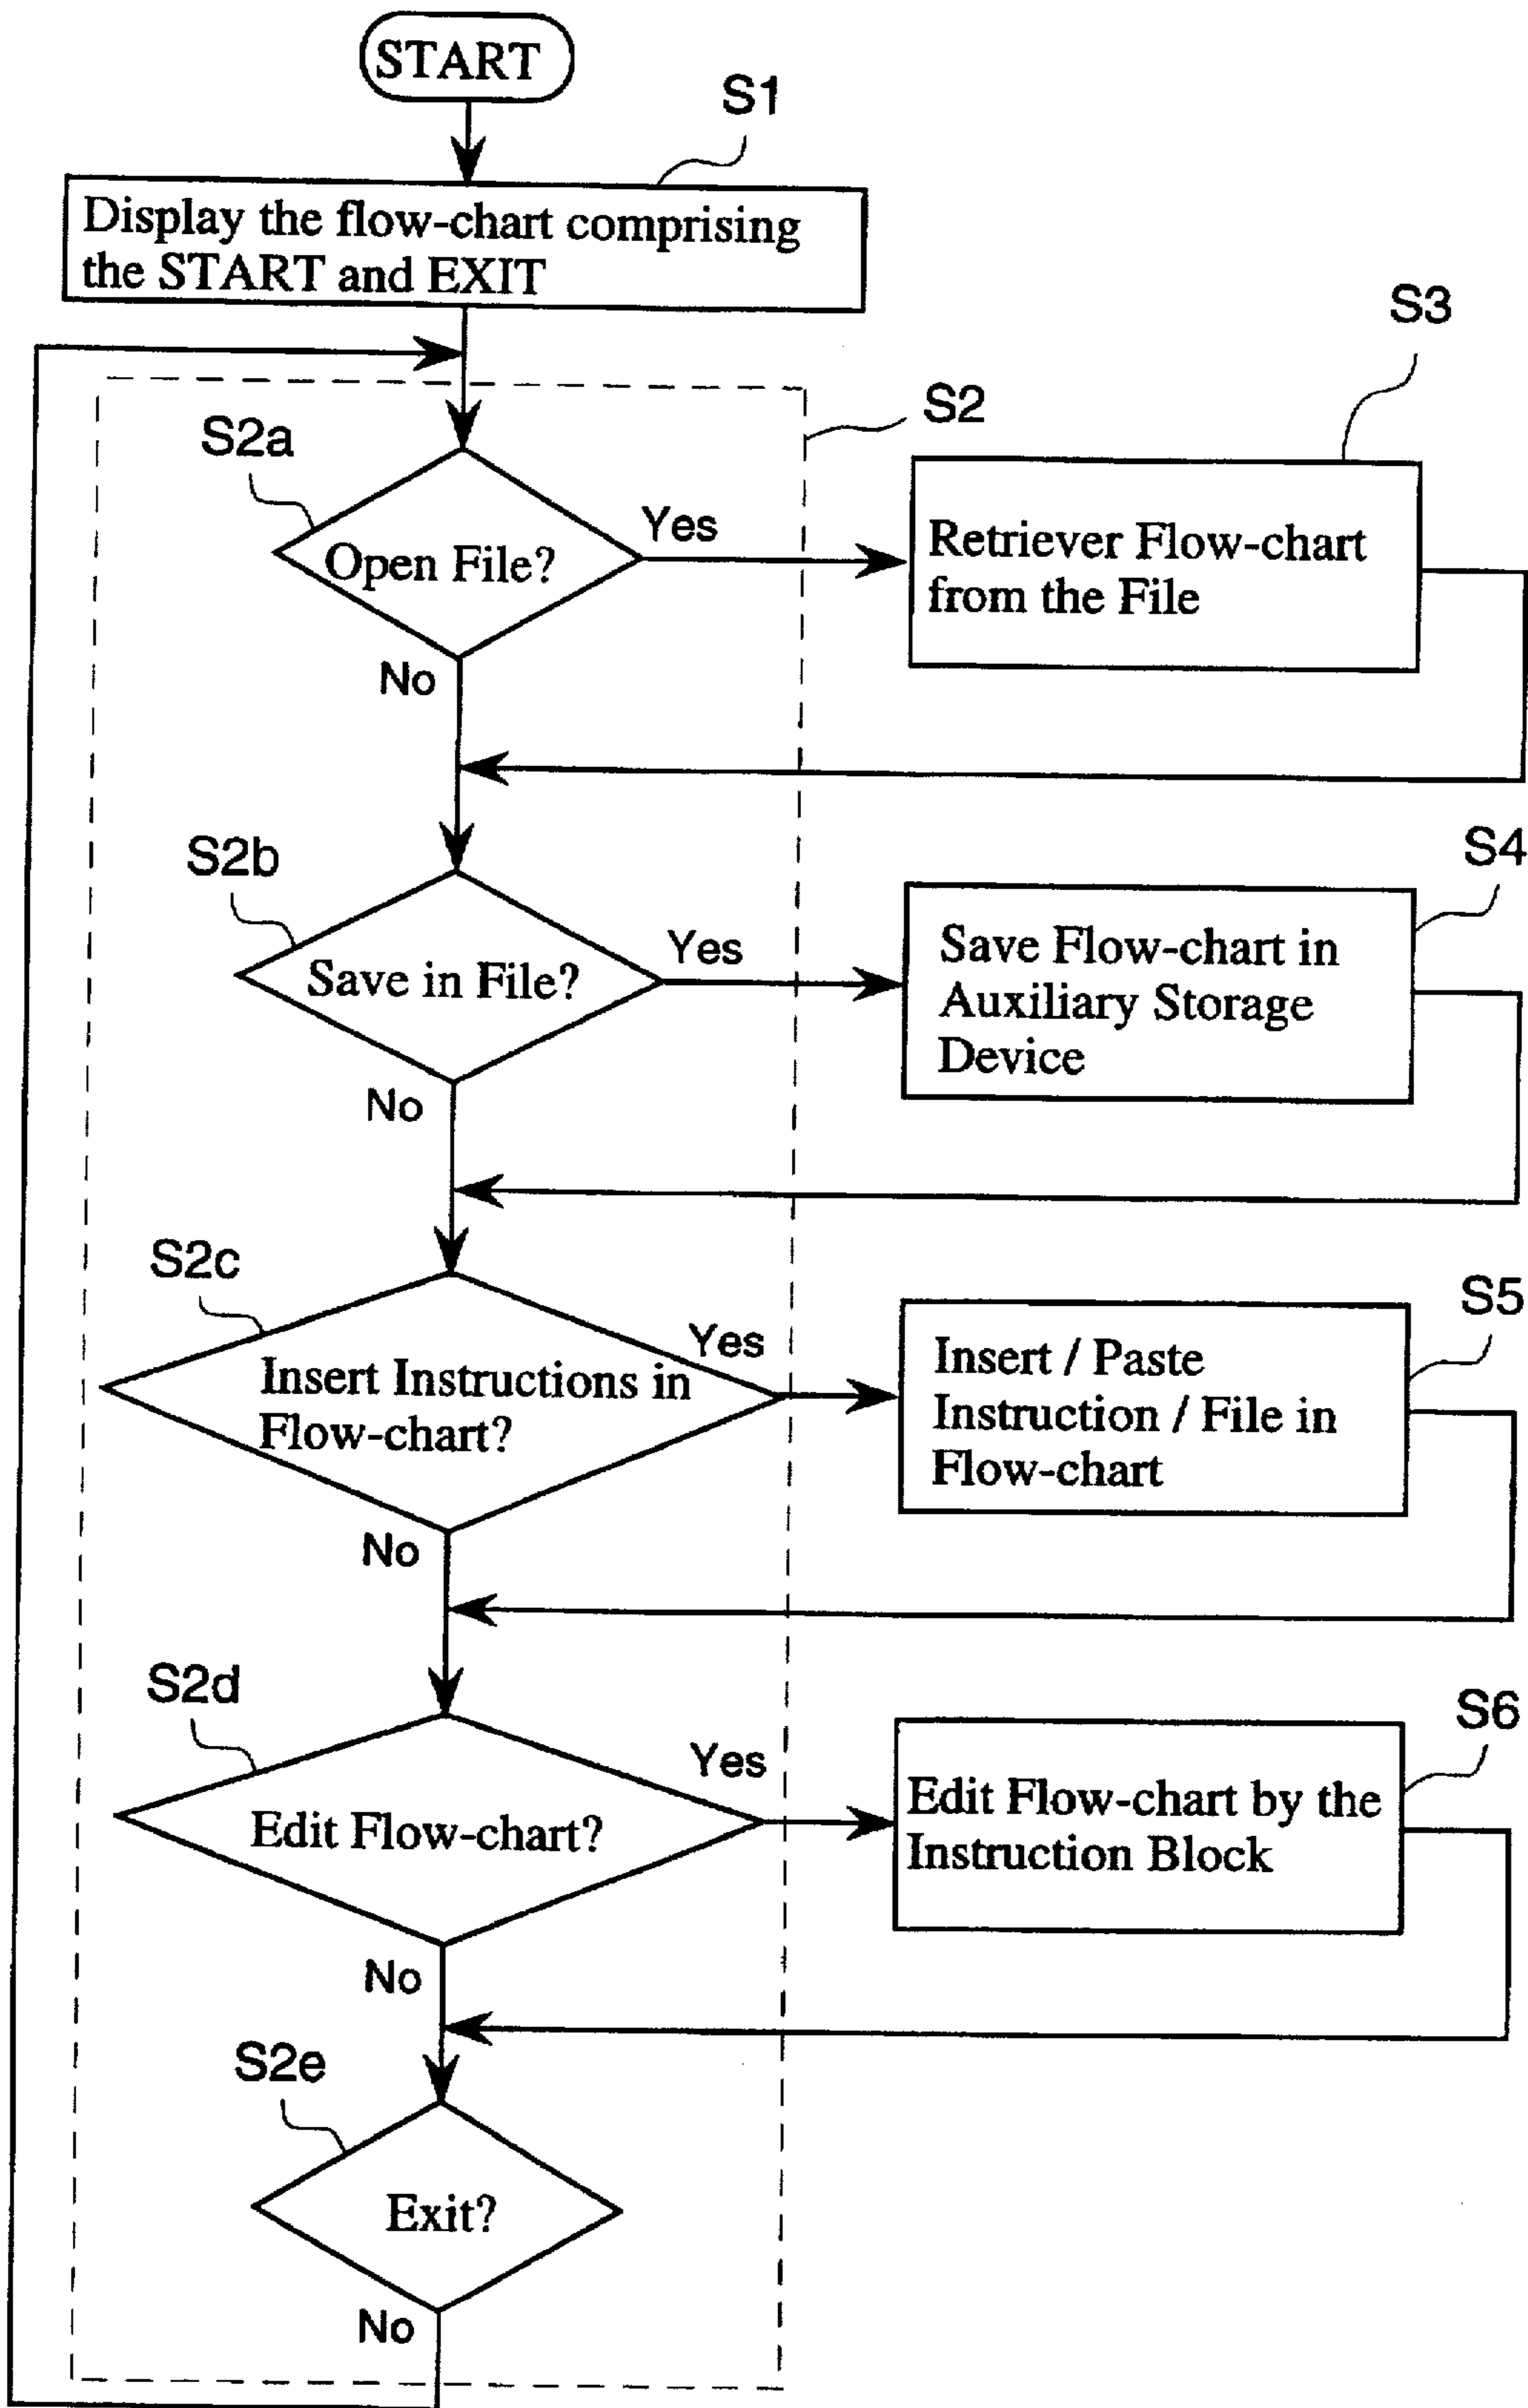 START
S1
Display the flow-chart comprising
the START and EXIT
S3
S2
S2a
Open File?
Yes
Retriever Flow-chart
from the File
No
S2b
S4
Save in File?
Yes
Save Flow-chart in
Auxiliary Storage
Device
No
S2c
S5
Insert Instructions in
Flow-chart?
Yes
Insert / Paste
Instruction / File in
Flow-chart
No
S2d
S6
Edit Flow-chart?
Yes
Edit Flow-chart by the
Instruction Block
No
S2e
Exit?
No